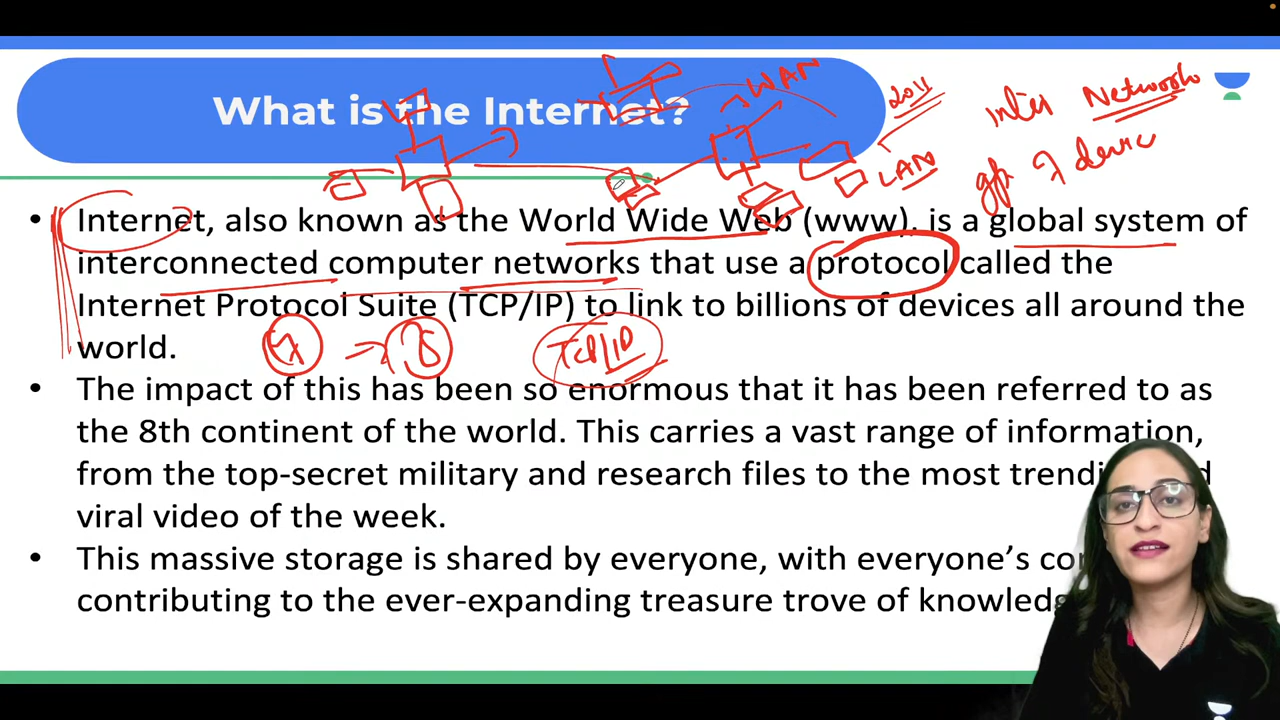 What is the Internet?
WAN
2011
LAN
Inter Network
gp of device
• Internet, also known as the World Wide Web (www), is a global system of
interconnected computer networks that use a protocol called the
Internet Protocol Suite (TCP/IP) to link to billions of devices all around the
world.
TCP/IP
• The impact of this has been so enormous that it has been referred to as
the 8th continent of the world. This carries a vast range of information,
from the top-secret military and research files to the most
viral video of the week.
• This massive storage is shared by everyone, with everyone's
contributing to the ever-expanding treasure trove of